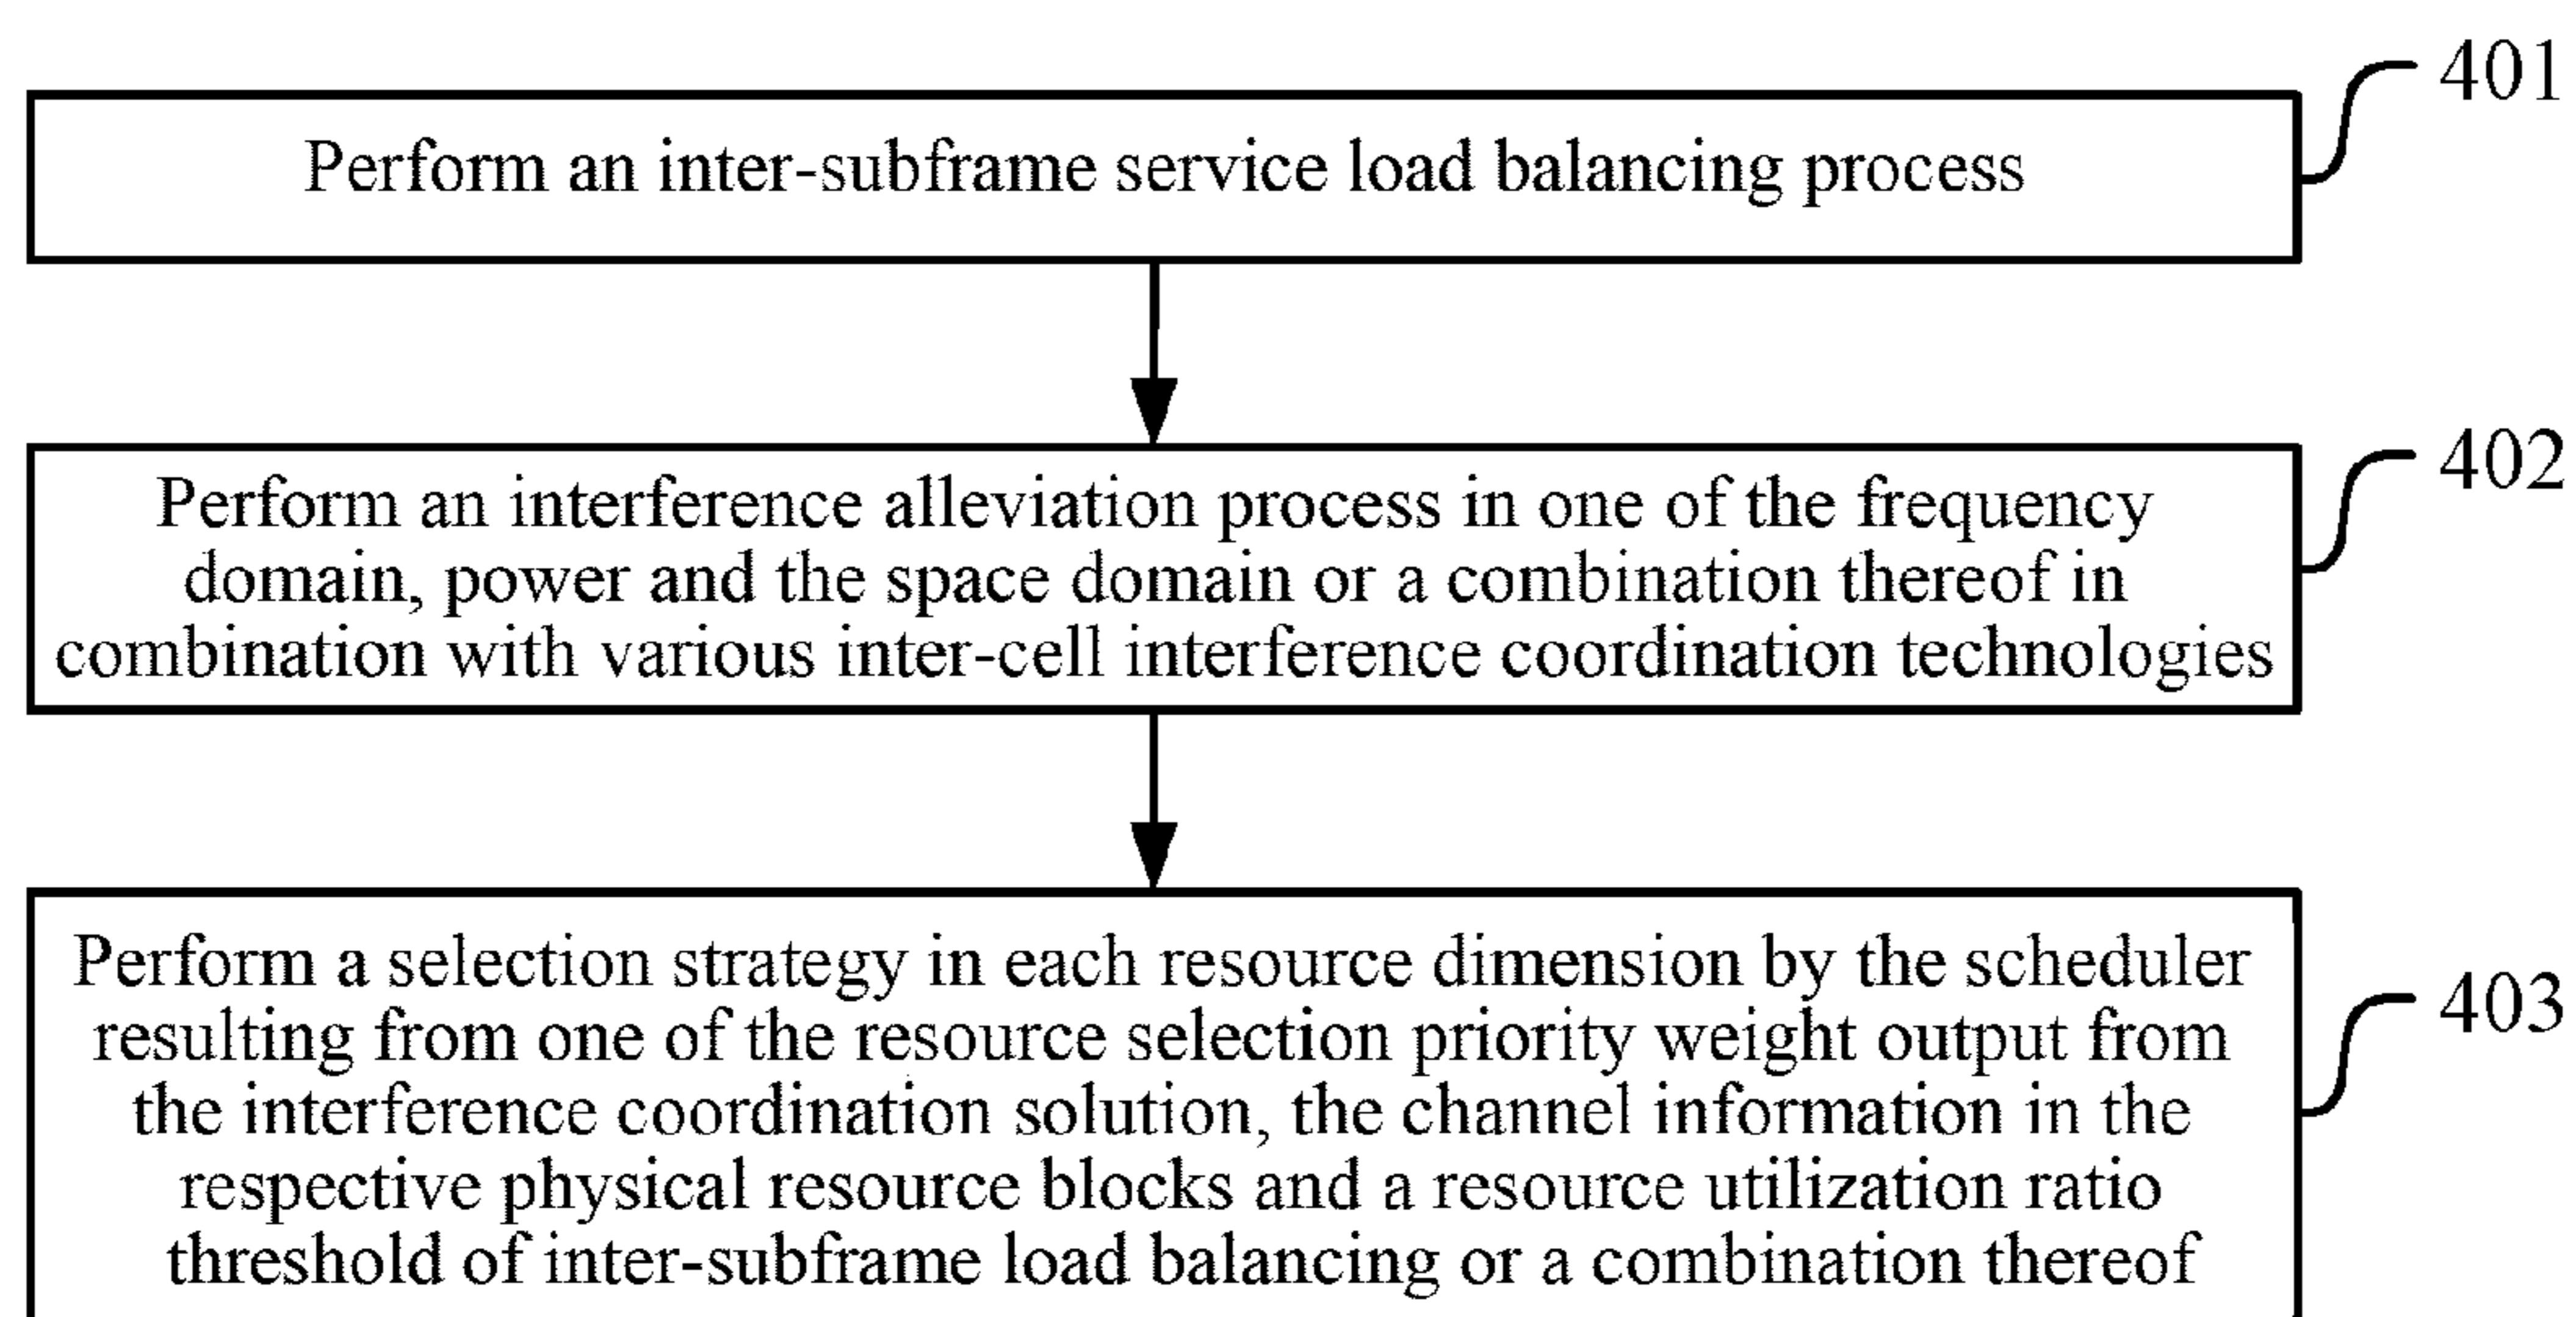 401
Perform an inter-subframe service load balancing process
402
Perform an interference alleviation process in one of the frequency
domain, power and the space domain or a combination thereof in
combination with various inter-cell interference coordination technologies
403
Perform a selection strategy in each resource dimension by the scheduler
resulting from one of the resource selection priority weight output from
the interference coordination solution, the channel information in the
respective physical resource blocks and a resource utilization ratio
threshold of inter-subframe load balancing or a combination thereof